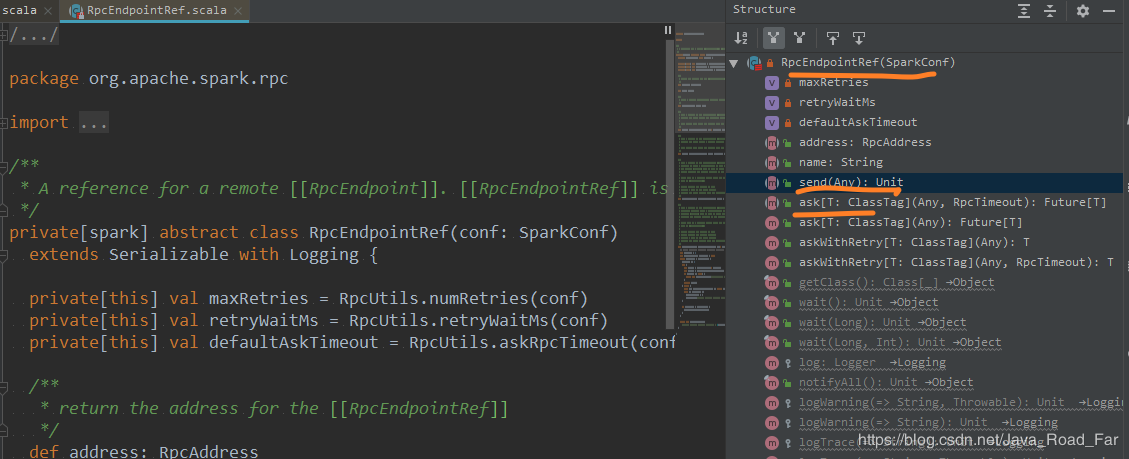 scala
RpcEndpointRef.scala
/.../
package org.apache.spark.rpc
import ...
/**
* A reference for a remote [[RpcEndpoint]]. [[RpcEndpointRef]] is
*/
private[spark] abstract class RpcEndpointRef(conf: SparkConf)
extends Serializable with Logging {
private[this] val maxRetries = RpcUtils.numRetries(conf)
private[this] val retryWaitMs = RpcUtils.retryWaitMs(conf)
private[this] val defaultAskTimeout = RpcUtils.askRpcTimeout(conf
/**
* return the address for the [[RpcEndpointRef]]
*/
def address: RpcAddress
Structure
RpcEndpointRef(SparkConf)
maxRetries
retryWaitMs
defaultAskTimeout
address: RpcAddress
name: String
send(Any): Unit
ask[T: ClassTag](Any, RpcTimeout): Future[T]
ask[T: ClassTag](Any): Future[T]
askWithRetry[T: ClassTag](Any): T
askWithRetry[T: ClassTag](Any, RpcTimeout): T
getClass(): Class[_] →Object
wait(): Unit →Object
wait(Long): Unit →Object
wait(Long, Int): Unit →Object
log: Logger →Logging
notifyAll(): Unit →Object
logWarning(=> String, Throwable): Unit →Logging
logWarning(=> String): Unit →Logging
https://blog.csdn.net/Java_Road_Far